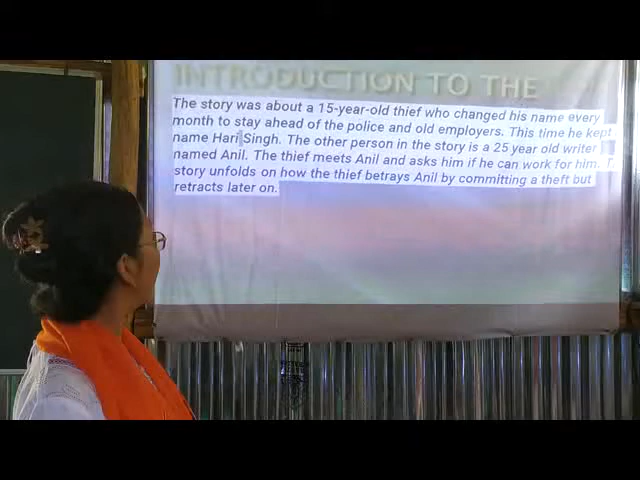 INTRODUCTION TO THE
The story was about a 15-year-old thief who changed his name every
month to stay ahead of the police and old employers. This time he kept
name Hari Singh. The other person in the story is a 25 year old writer
named Anil. The thief meets Anil and asks him if he can work for him.
story unfolds on how the thief betrays Anil by committing a theft but
retracts later on.